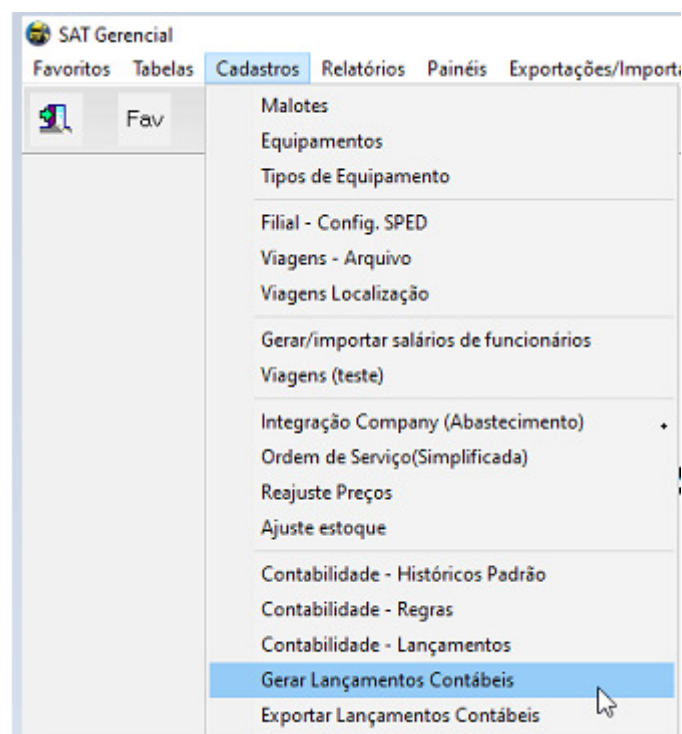 SAT Gerencial
Favoritos Tabelas Cadastros Relatórios Painéis Exportações/Importa
Fav
Malotes
Equipamentos
Tipos de Equipamento
Filial - Config. SPED
Viagens - Arquivo
Viagens Localização
Gerar/importar salários de funcionários
Viagens (teste)
Integração Company (Abastecimento)
Ordem de Serviço(Simplificada)
Reajuste Preços
Ajuste estoque
Contabilidade - Históricos Padrão
Contabilidade - Regras
Contabilidade - Lançamentos
Gerar Lançamentos Contábeis
Exportar Lançamentos Contábeis